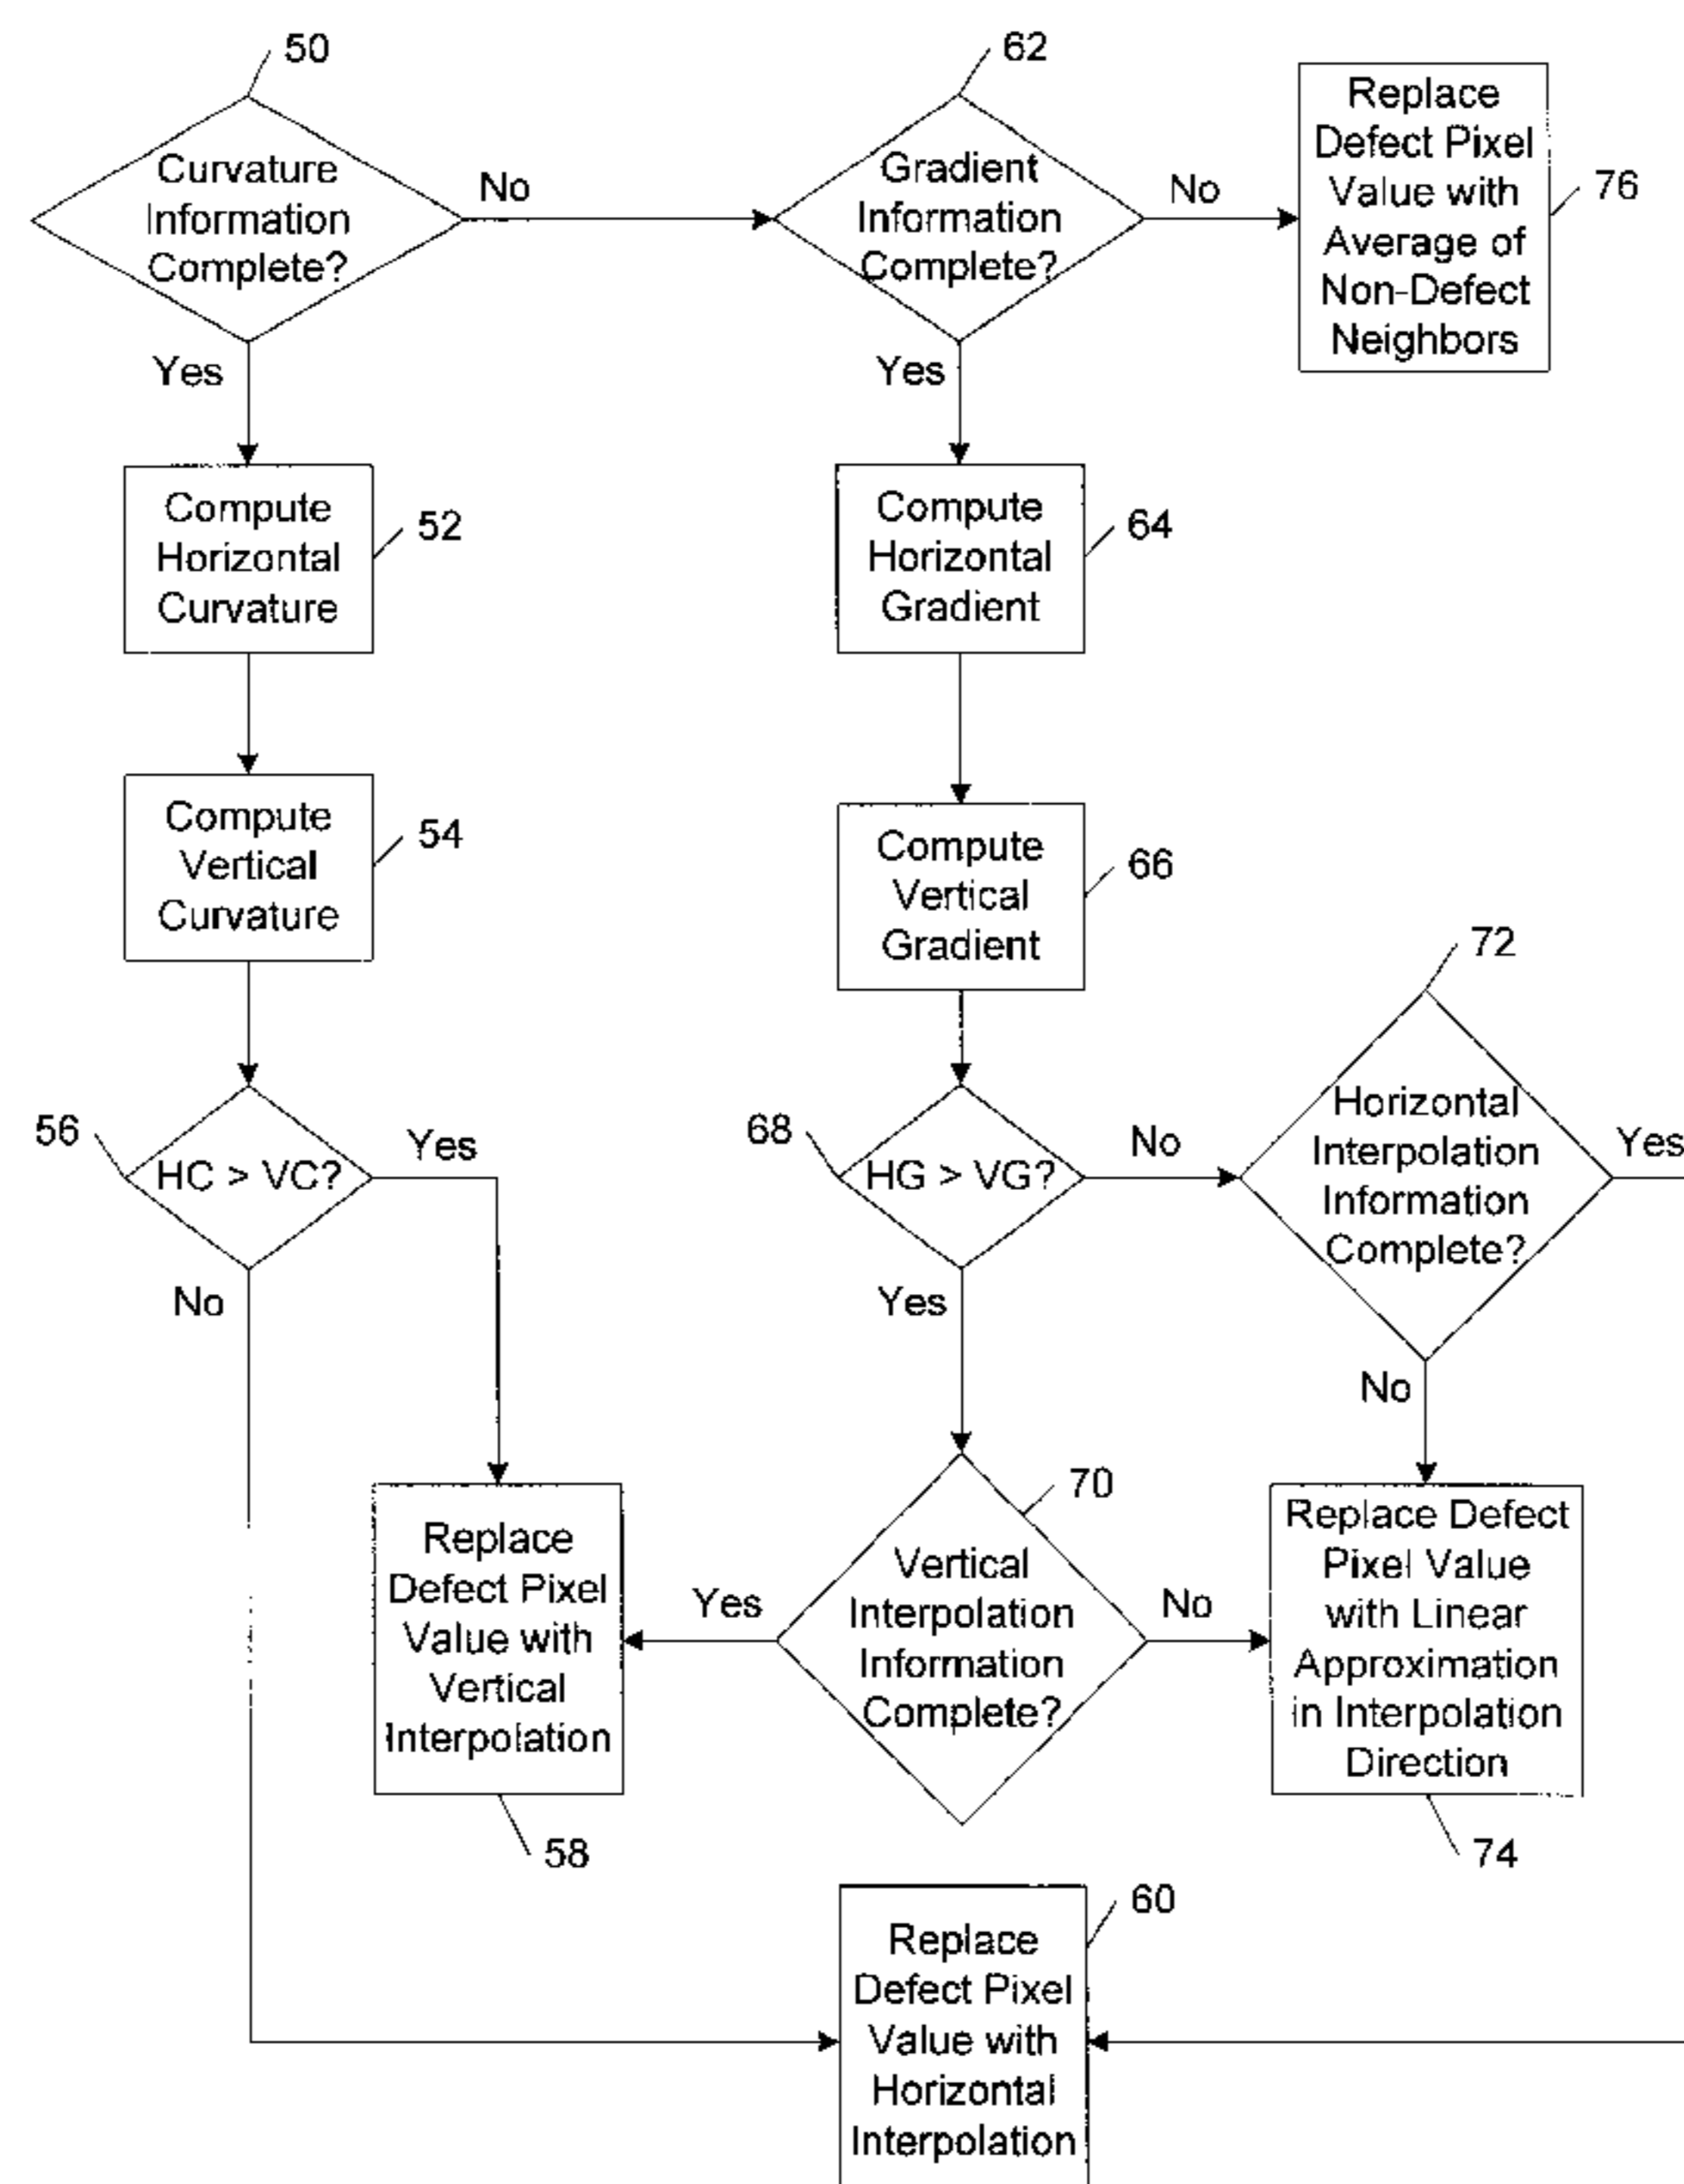 50
Curvature
Information
Complete?
No
Yes
62
Gradient
Information
Complete?
No
Yes
Replace
Defect Pixel
Value with
Average of
Non-Defect
Neighbors
76
Compute
Horizontal
Curvature
52
Compute
Horizontal
Gradient
64
Compute
Vertical
Curvature
54
Compute
Vertical
Gradient
66
56
HC > VC?
Yes
No
68
HG > VG?
No
Yes
72
Horizontal
Interpolation
Information
Complete?
Yes
No
Replace
Defect Pixel
Value with
Vertical
Interpolation
58
70
Vertical
Interpolation
Information
Complete?
Yes
No
Replace Defect
Pixel Value
with Linear
Approximation
in Interpolation
Direction
74
60
Replace
Defect Pixel
Value with
Horizontal
Interpolation